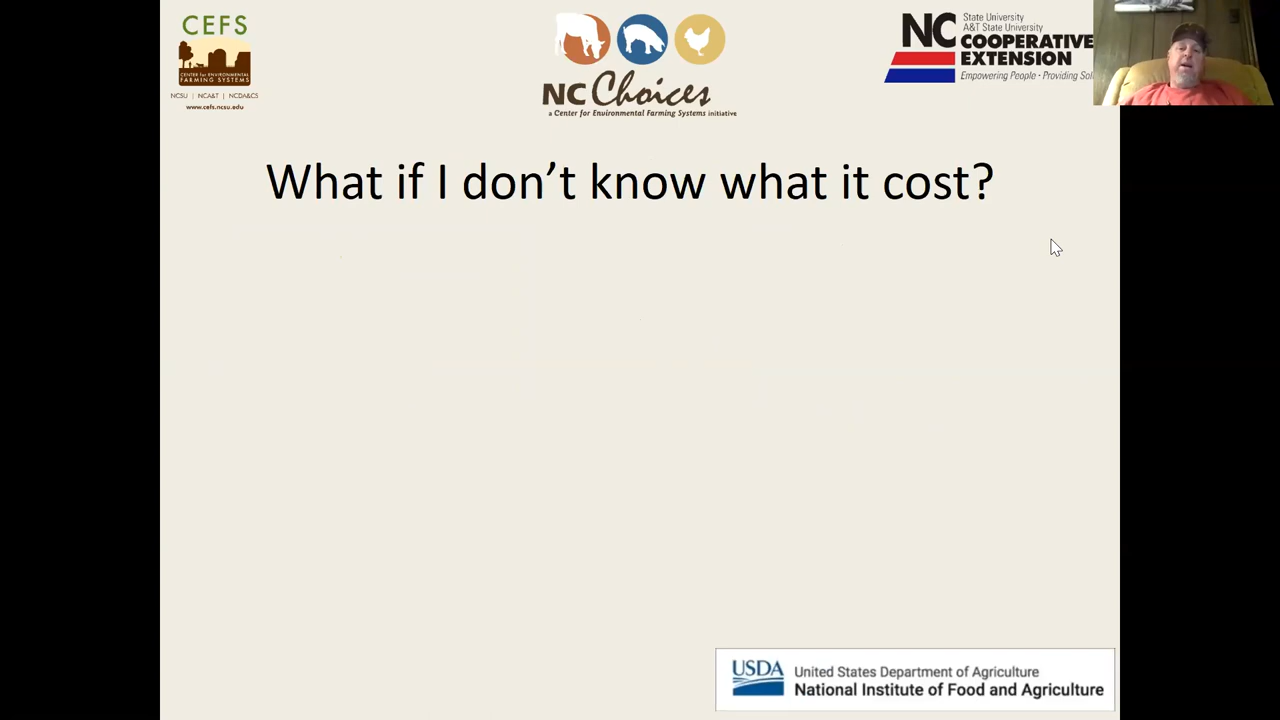 CEFS
CENTER for ENVIRONMENTAL
FARMING SYSTEMS
NCSU | NCA&T | NCDA&CS
www.cefs.ncsu.edu
NC Choices
a Center for Environmental Farming Systems initiative
NC State University
A&T State University
COOPERATIVE
EXTENSION
Empowering People • Providing Sol
What if I don’t know what it cost?
USDA United States Department of Agriculture
National Institute of Food and Agriculture